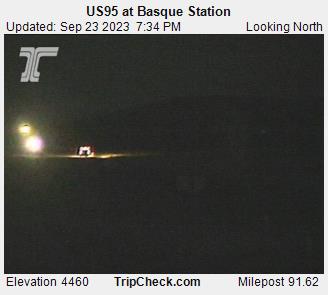 US95 at Basque Station
Updated: Sep 23 2023 7:34 PM Looking North
Elevation 4460 TripCheck.com Milepost 91.62